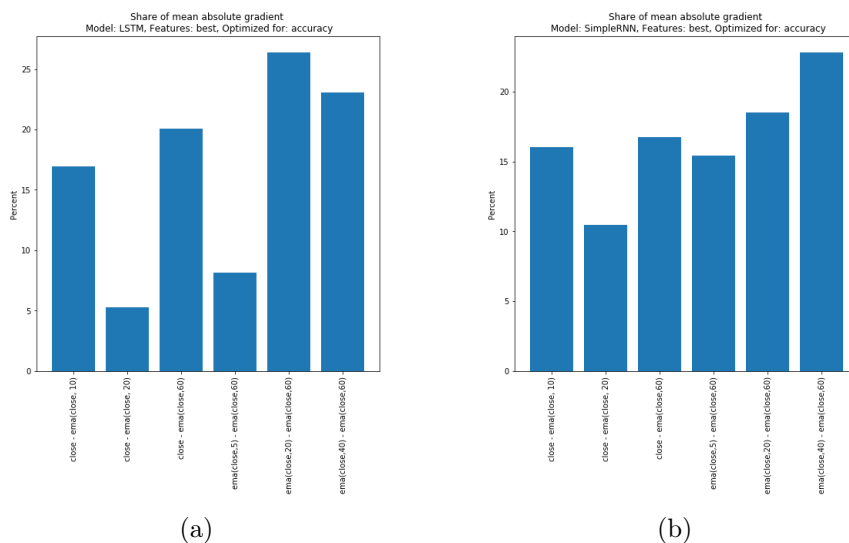 Share of mean absolute gradient
Model: LSTM, Features: best, Optimized for: accuracy
Percent
25
20
15
10
5
0
close - ema(close, 10)
close - ema(close, 20)
close - ema(close,60)
ema(close,5) - ema(close,60)
ema(close,20) - ema(close,60)
ema(close,40) - ema(close,60)
(a)
Share of mean absolute gradient
Model: SimpleRNN, Features: best, Optimized for: accuracy
Percent
20
15
10
5
0
close - ema(close, 10)
close - ema(close, 20)
close - ema(close,60)
ema(close,5) - ema(close,60)
ema(close,20) - ema(close,60)
ema(close,40) - ema(close,60)
(b)